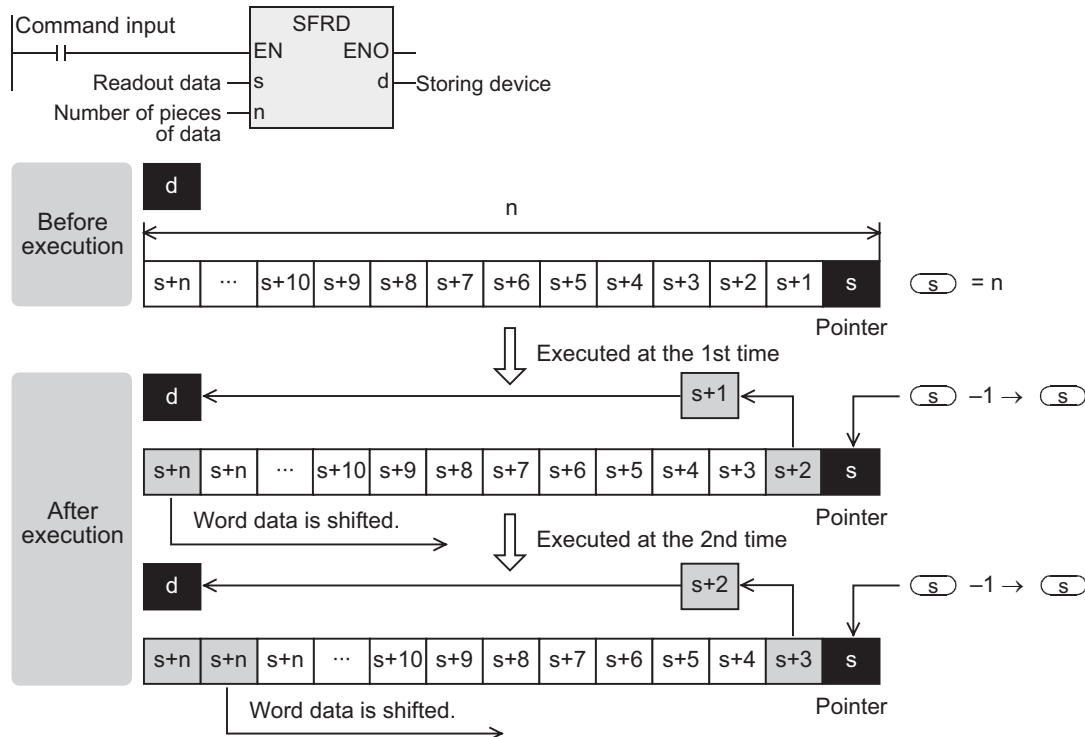 Command input
SFRD
EN ENO
Readout data s d Storing device
Number of pieces of data n
d
Before execution
n
s+n ··· s+10 s+9 s+8 s+7 s+6 s+5 s+4 s+3 s+2 s+1 s
s = n
Pointer
Executed at the 1st time
d s+1 s –1 → s
s+n s+n ··· s+10 s+9 s+8 s+7 s+6 s+5 s+4 s+3 s+2 s
After execution
Pointer
Word data is shifted.
Executed at the 2nd time
d s+2 s –1 → s
s+n s+n s+n ··· s+10 s+9 s+8 s+7 s+6 s+5 s+4 s+3 s
Pointer
Word data is shifted.